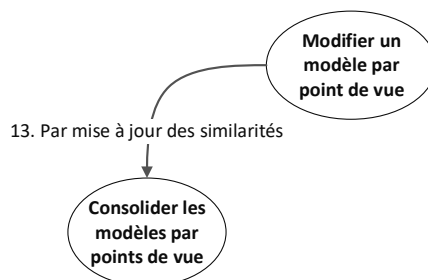 Modifier un
modèle par
point de vue
13. Par mise à jour des similarités
Consolider les
modèles par
points de vue